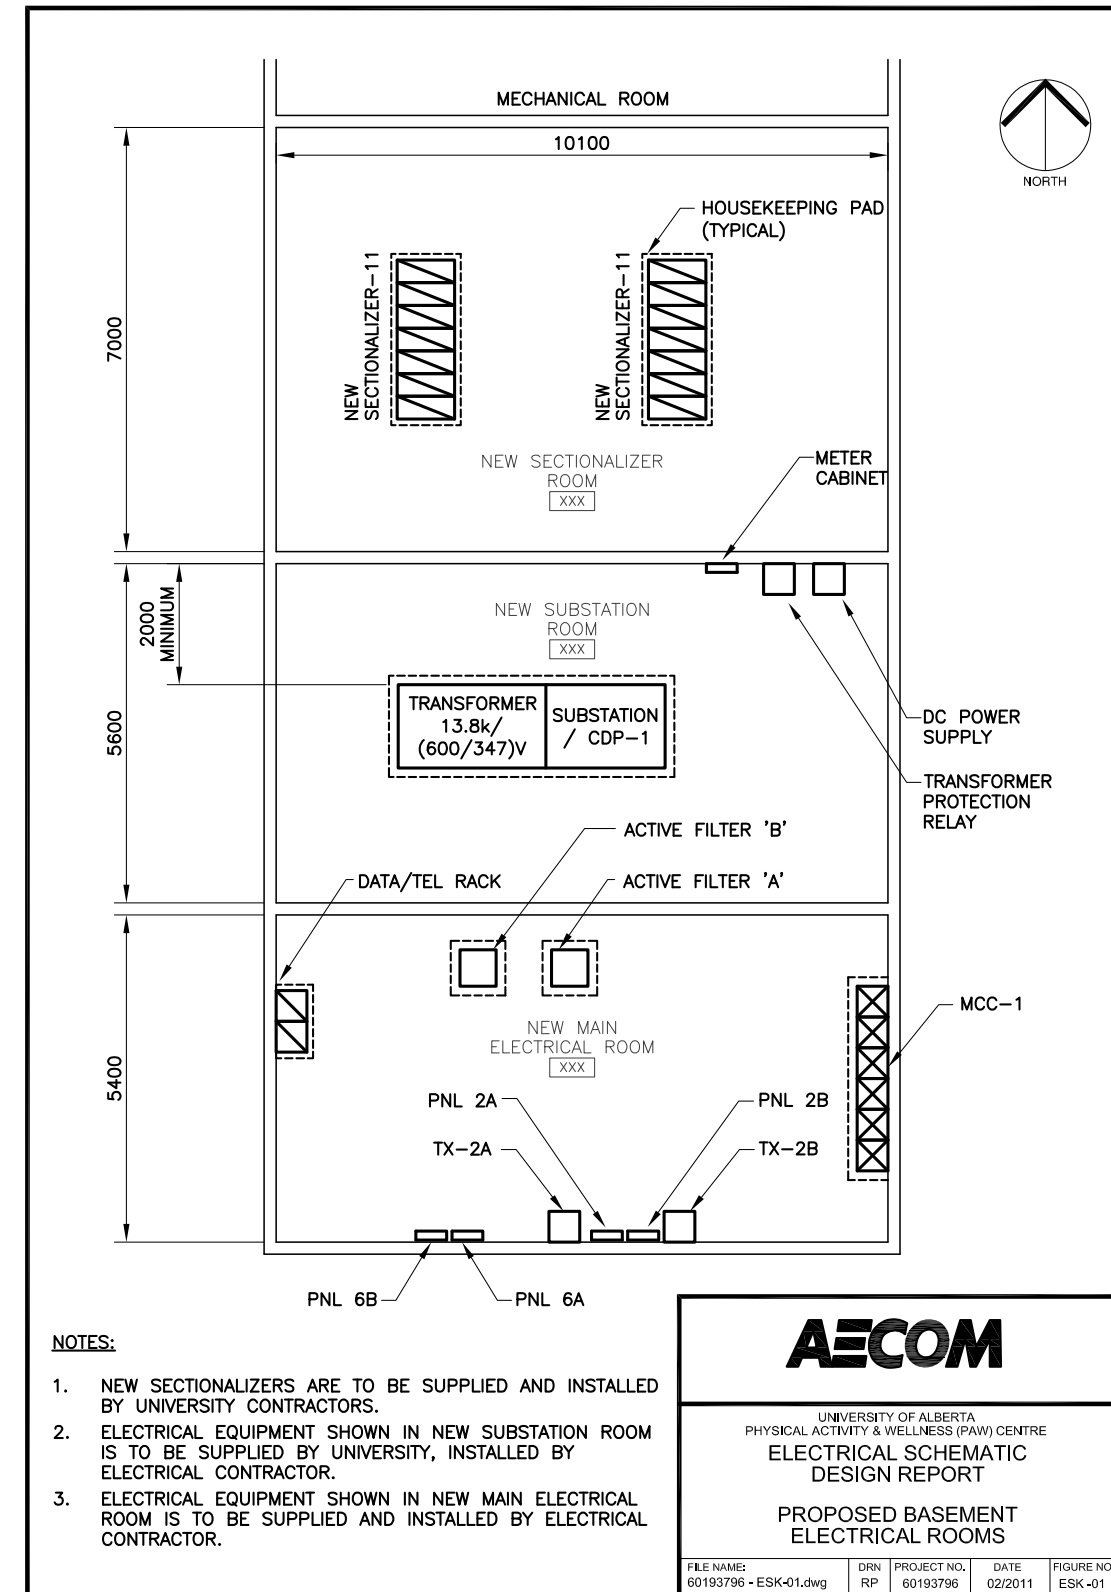 MECHANICAL ROOM
10100
NORTH
HOUSEKEEPING PAD
(TYPICAL)
NEW
SECTIONALIZER-11
NEW
SECTIONALIZER-11
7000
NEW SECTIONALIZER
ROOM
XXX
METER
CABINET
2000
MINIMUM
NEW SUBSTATION
ROOM
XXX
5600
TRANSFORMER
13.8k/
(600/347)V
SUBSTATION
/ CDP-1
DC POWER
SUPPLY
TRANSFORMER
PROTECTION
RELAY
ACTIVE FILTER 'B'
DATA/TEL RACK
ACTIVE FILTER 'A'
MCC-1
NEW MAIN
ELECTRICAL ROOM
XXX
5400
PNL 2A
PNL 2B
TX-2A
TX-2B
PNL 6B
PNL 6A
NOTES:
1. NEW SECTIONALIZERS ARE TO BE SUPPLIED AND INSTALLED
BY UNIVERSITY CONTRACTORS.
2. ELECTRICAL EQUIPMENT SHOWN IN NEW SUBSTATION ROOM
IS TO BE SUPPLIED BY UNIVERSITY, INSTALLED BY
ELECTRICAL CONTRACTOR.
3. ELECTRICAL EQUIPMENT SHOWN IN NEW MAIN ELECTRICAL
ROOM IS TO BE SUPPLIED AND INSTALLED BY ELECTRICAL
CONTRACTOR.
AECOM
UNIVERSITY OF ALBERTA
PHYSICAL ACTIVITY & WELLNESS (PAW) CENTRE
ELECTRICAL SCHEMATIC
DESIGN REPORT
PROPOSED BASEMENT
ELECTRICAL ROOMS
FILE NAME: DRN PROJECT NO. DATE FIGURE NO
60193796 - ESK-01.dwg RP 60193796 02/2011 ESK -01